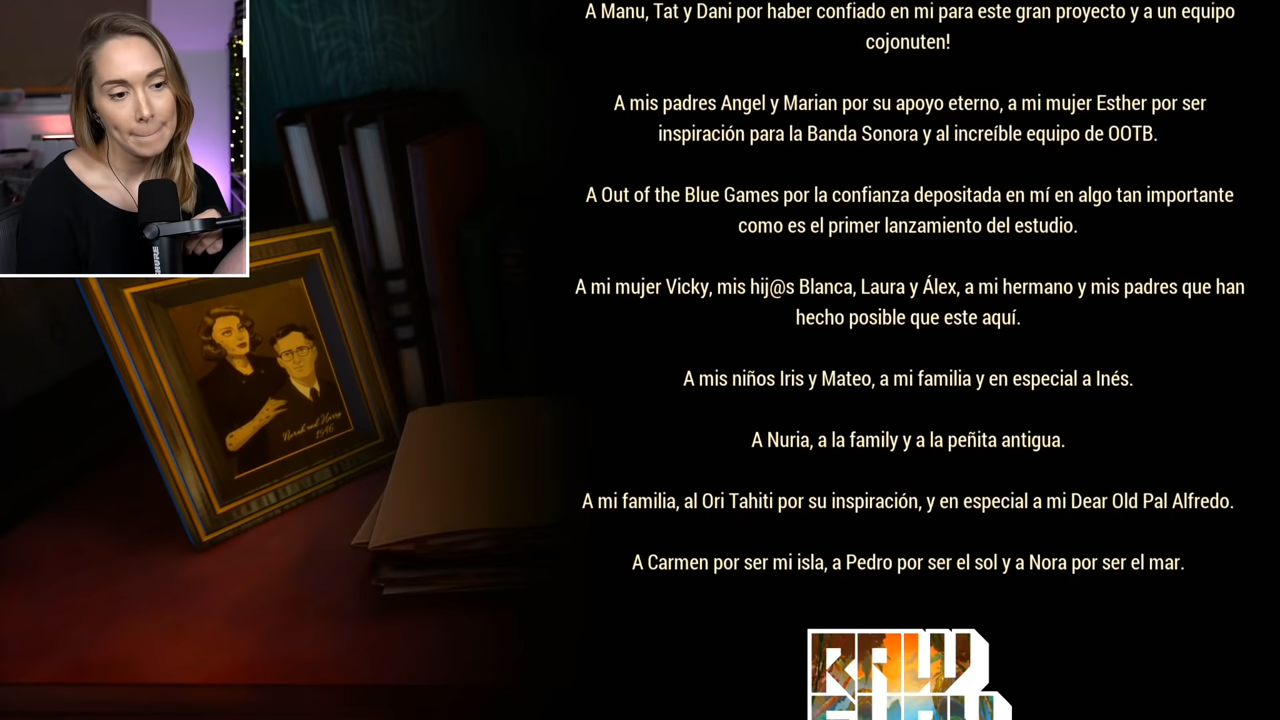 A Manu, Tat y Dani por haber confiado en mi para este gran proyecto y a un equipo
cojonuten!
A mis padres Angel y Marian por su apoyo eterno, a mi mujer Esther por ser
inspiración para la Banda Sonora y al increíble equipo de OOTB.
A Out of the Blue Games por la confianza depositada en mí en algo tan importante
como es el primer lanzamiento del estudio.
A mi mujer Vicky, mis hij@s Blanca, Laura y Álex, a mi hermano y mis padres que han
hecho posible que este aquí.
A mis niños Iris y Mateo, a mi familia y en especial a Inés.
A Nuria, a la family y a la peñita antigua.
A mi familia, al Ori Tahiti por su inspiración, y en especial a mi Dear Old Pal Alfredo.
A Carmen por ser mi isla, a Pedro por ser el sol y a Nora por ser el mar.
Norah and Harry
1926
SHURE
RAW